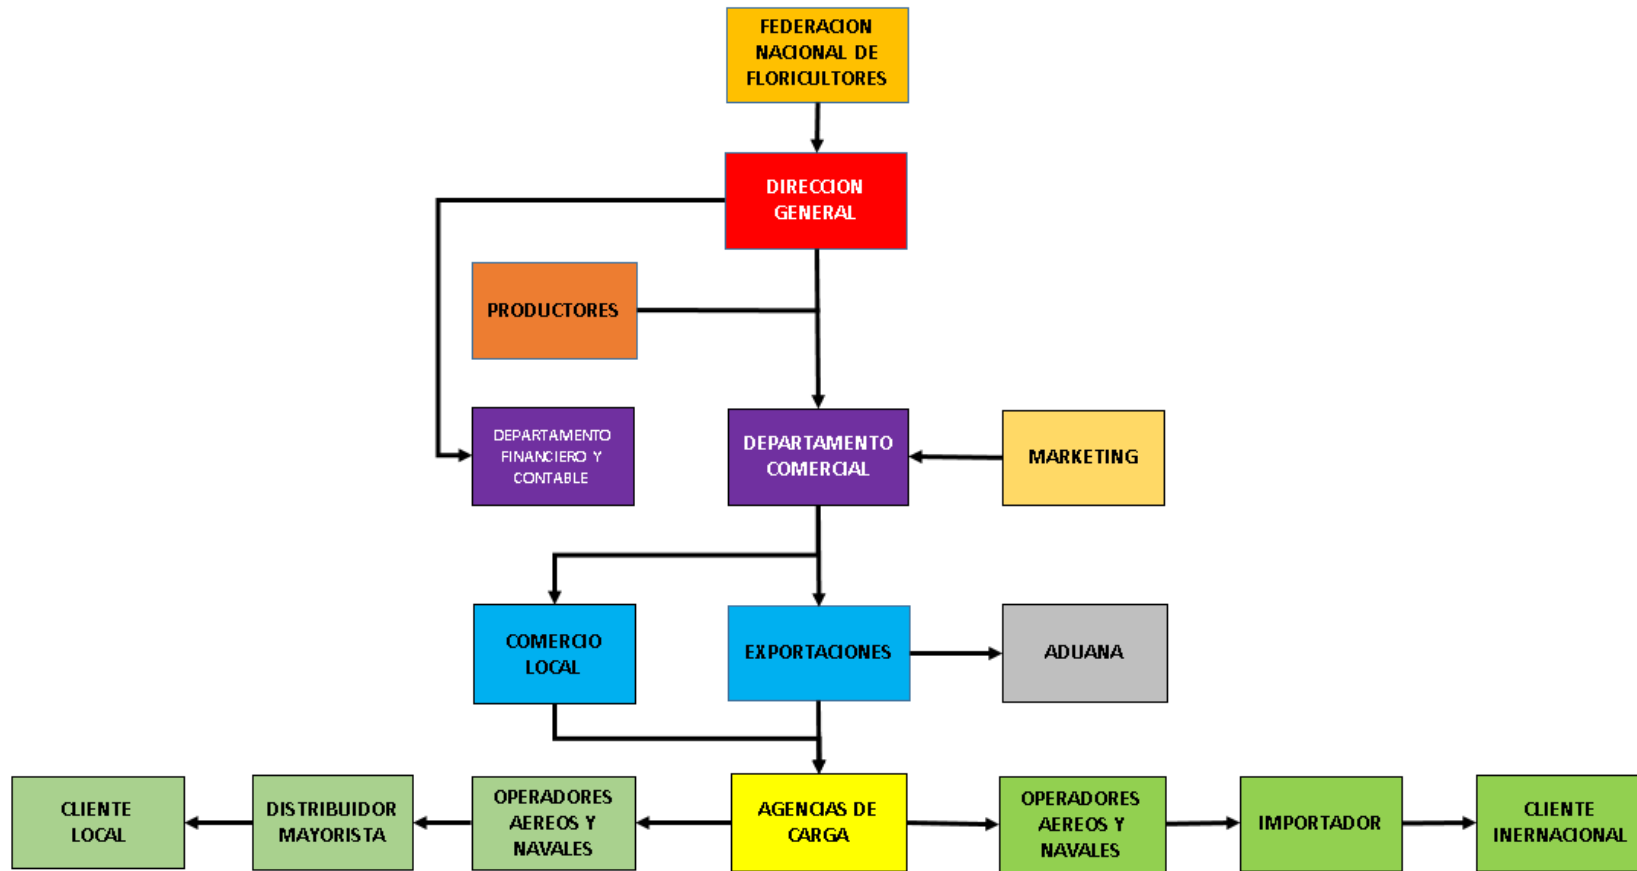 FEDERACION
NACIONAL DE
FLORICULTORES
DIRECCION
GENERAL
PRODUCTORES
DEPARTAMENTO
FINANCIERO Y
CONTABLE
DEPARTAMENTO
COMERCIAL
MARKETING
COMERCIO
LOCAL
EXPORTACIONES
ADUANA
CLIENTE
LOCAL
DISTRIBUIDOR
MAYORISTA
OPERADORES
AEREOS Y
NAVALES
AGENCIAS DE
CARGA
OPERADORES
AEREOS Y
NAVALES
IMPORTADOR
CLIENTE
INERNACIONAL